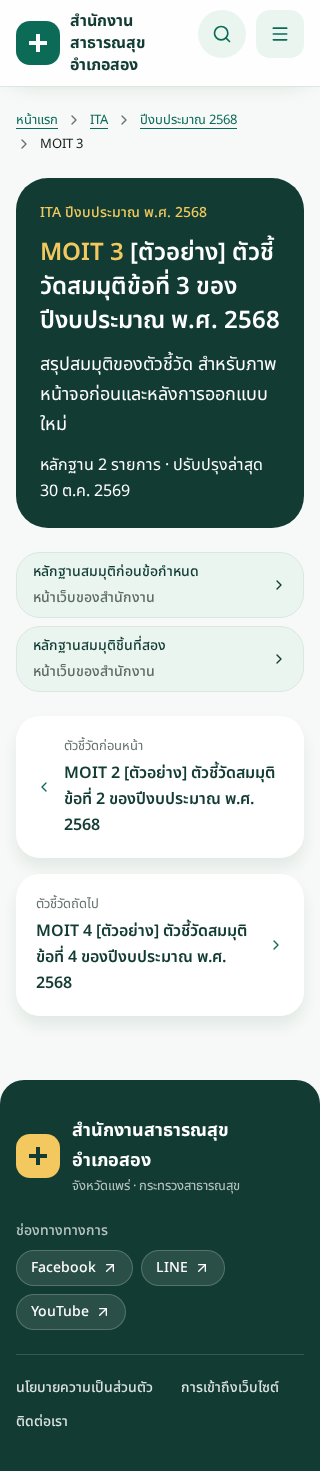 สำนักงาน
สาธารณสุข
อำเภอสอง
หน้าแรก > ITA > ปีงบประมาณ 2568
> MOIT 3
ITA ปีงบประมาณ พ.ศ. 2568
MOIT 3 [ตัวอย่าง] ตัวชี้
วัดสมมุติข้อที่ 3 ของ
ปีงบประมาณ พ.ศ. 2568
สรุปสมมุติของตัวชี้วัด สำหรับภาพ
หน้าจอก่อนและหลังการออกแบบ
ใหม่
หลักฐาน 2 รายการ · ปรับปรุงล่าสุด
30 ต.ค. 2569
หลักฐานสมมุติก่อนข้อกำหนด
หน้าเว็บของสำนักงาน
หลักฐานสมมุติชิ้นที่สอง
หน้าเว็บของสำนักงาน
ตัวชี้วัดก่อนหน้า
MOIT 2 [ตัวอย่าง] ตัวชี้วัดสมมุติ
ข้อที่ 2 ของปีงบประมาณ พ.ศ.
2568
ตัวชี้วัดถัดไป
MOIT 4 [ตัวอย่าง] ตัวชี้วัดสมมุติ
ข้อที่ 4 ของปีงบประมาณ พ.ศ.
2568
สำนักงานสาธารณสุข
อำเภอสอง
จังหวัดแพร่ · กระทรวงสาธารณสุข
ช่องทางทางการ
Facebook LINE
YouTube
นโยบายความเป็นส่วนตัว การเข้าถึงเว็บไซต์
ติดต่อเรา